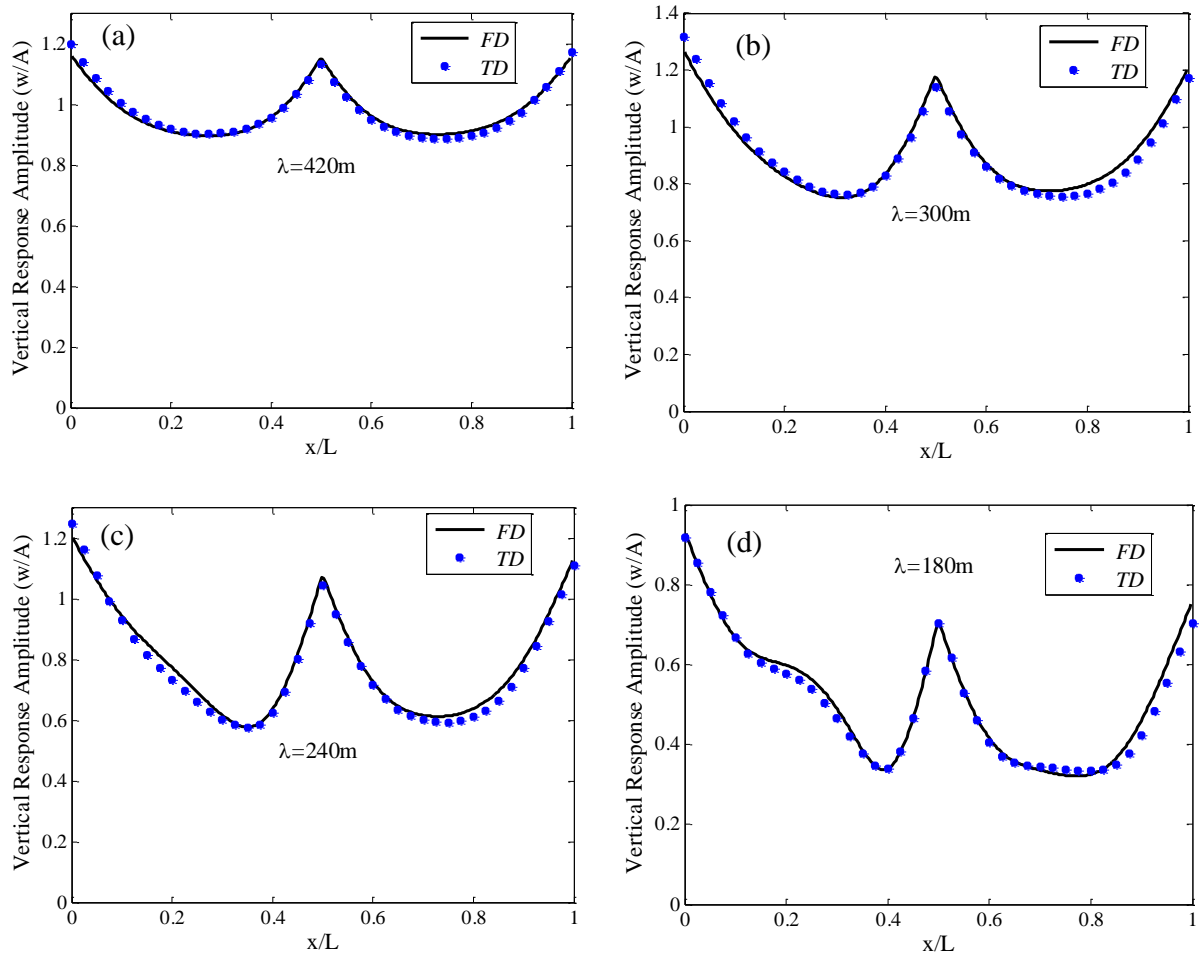 (a)
FD
TD
λ=420m
Vertical Response Amplitude (w/A)
1.2
1
0.8
0.6
0.4
0.2
0
0 0.2 0.4 0.6 0.8 1
x/L
(b)
FD
TD
λ=300m
Vertical Response Amplitude (w/A)
1.4
1.2
1
0.8
0.6
0.4
0.2
0
0 0.2 0.4 0.6 0.8 1
x/L
(c)
FD
TD
λ=240m
Vertical Response Amplitude (w/A)
1.2
1
0.8
0.6
0.4
0.2
0
0 0.2 0.4 0.6 0.8 1
x/L
(d)
FD
TD
λ=180m
Vertical Response Amplitude (w/A)
1
0.8
0.6
0.4
0.2
0
0 0.2 0.4 0.6 0.8 1
x/L